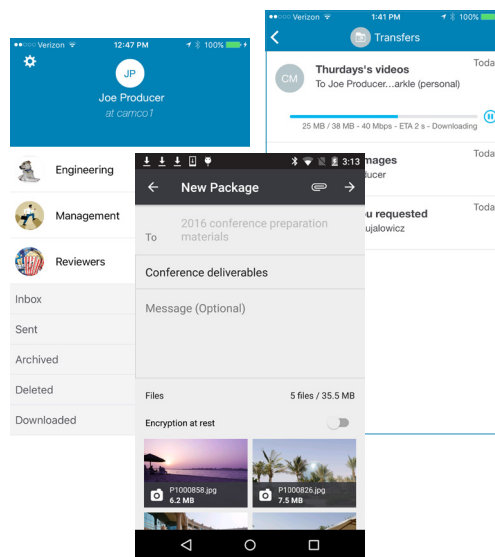 Verizon 12:47 PM 100%
JP
Joe Producer
at camco1
Engineering
Management
Reviewers
Inbox
Sent
Archived
Deleted
Downloaded
Verizon 1:41 PM 100%
Transfers
CM
Thurdays's videos
Toda
To Joe Producer...arkle (personal)
25 MB / 38 MB - 40 Mbps - ETA 2 s - Downloading
mages
Toda
ucer
u requested
Toda
ujalowicz
3:13
New Package
To
2016 conference preparation
materials
Conference deliverables
Message (Optional)
Files 5 files / 35.5 MB
Encryption at rest
P1000858.jpg
6.2 MB
P1000826.jpg
7.5 MB